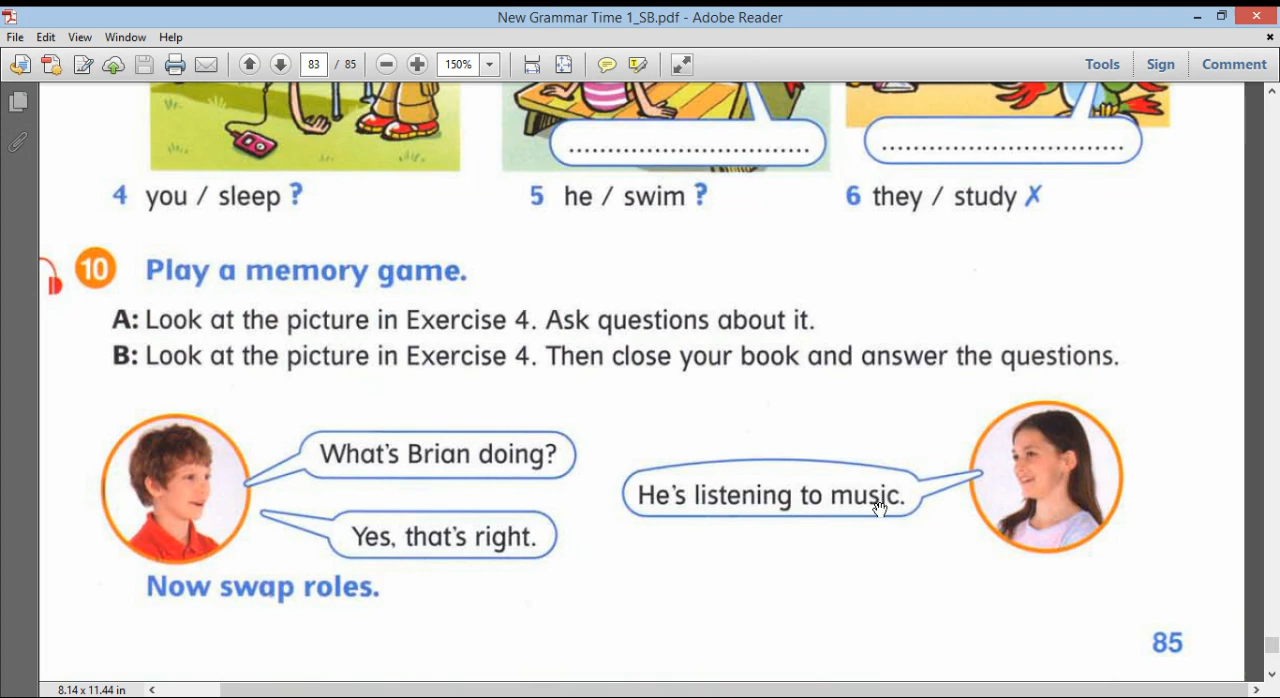 New Grammar Time 1_SB.pdf - Adobe Reader
File Edit View Window Help
83 / 85 150% Tools Sign Comment
.............................. ..............................
4 you / sleep ? 5 he / swim ? 6 they / study ✗
10 Play a memory game.
A: Look at the picture in Exercise 4. Ask questions about it.
B: Look at the picture in Exercise 4. Then close your book and answer the questions.
What's Brian doing?
He's listening to music.
Yes, that's right.
Now swap roles.
85
8.14 x 11.44 in